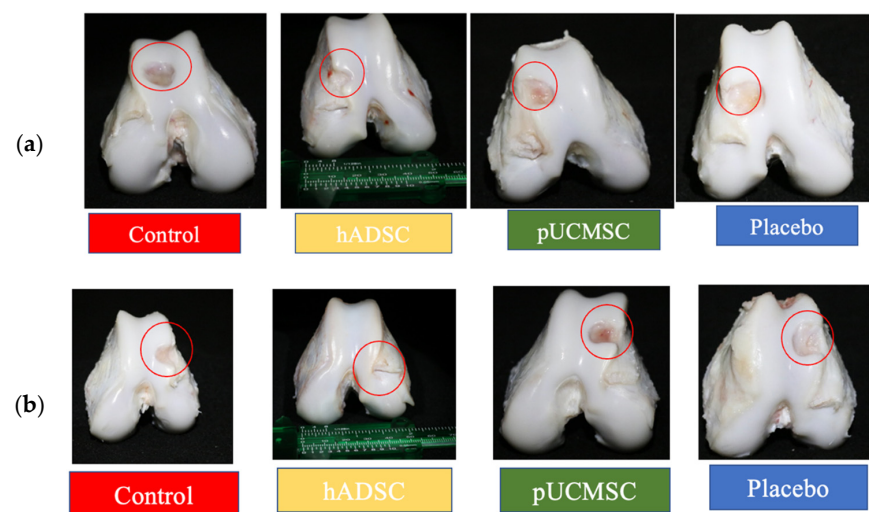 (a)
Control
hADSC
pUCMSC
Placebo
(b)
Control
hADSC
pUCMSC
Placebo